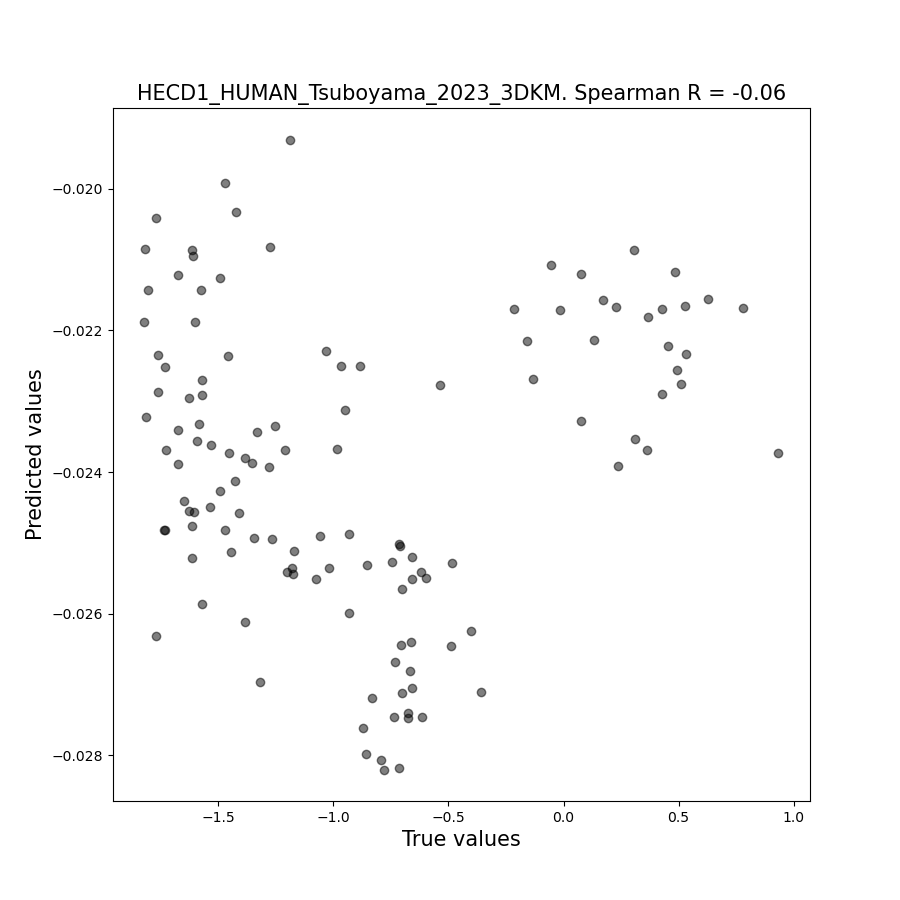 HECD1_HUMAN_Tsuboyama_2023_3DKM. Spearman R = -0.06
−0.020
−0.022
−0.024
−0.026
−0.028
Predicted values
−1.5 −1.0 −0.5 0.0 0.5 1.0
True values